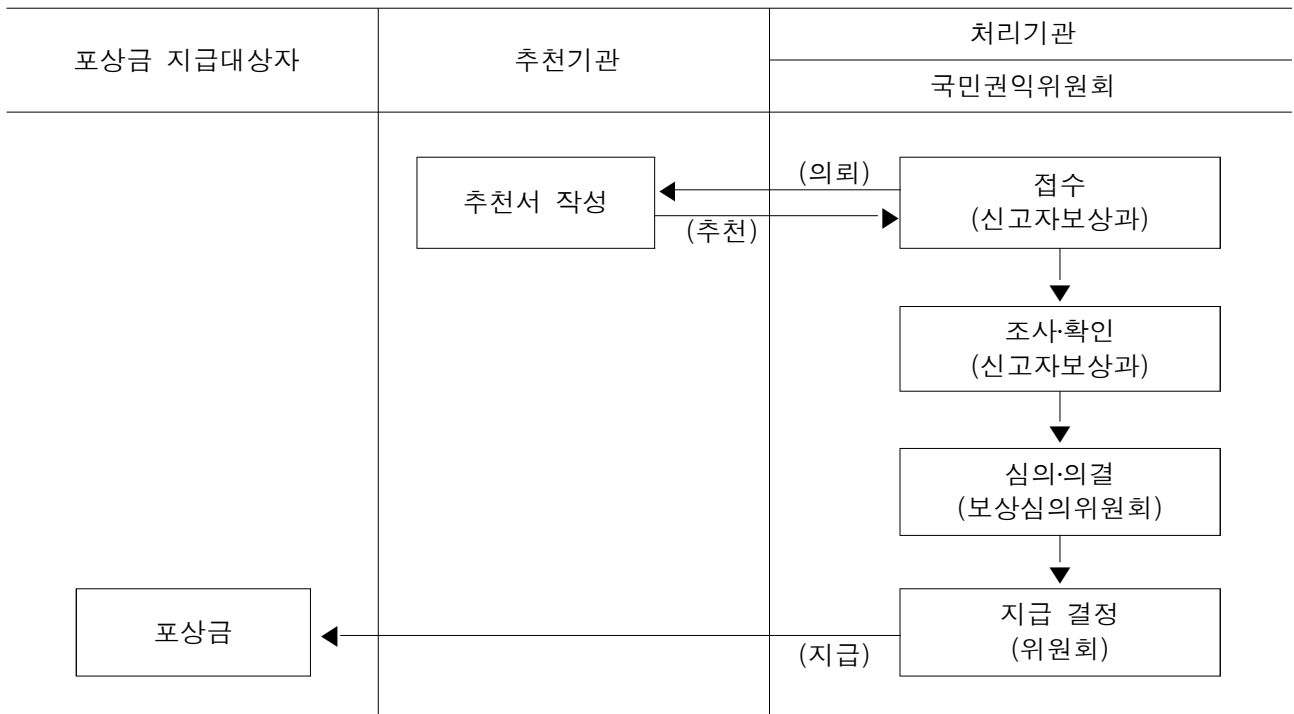 포상금 지급대상자
추천기관
처리기관
국민권익위원회
추천서 작성
(의뢰)
(추천)
접수
(신고자보상과)
조사·확인
(신고자보상과)
심의·의결
(보상심의위원회)
포상금
(지급)
지급 결정
(위원회)